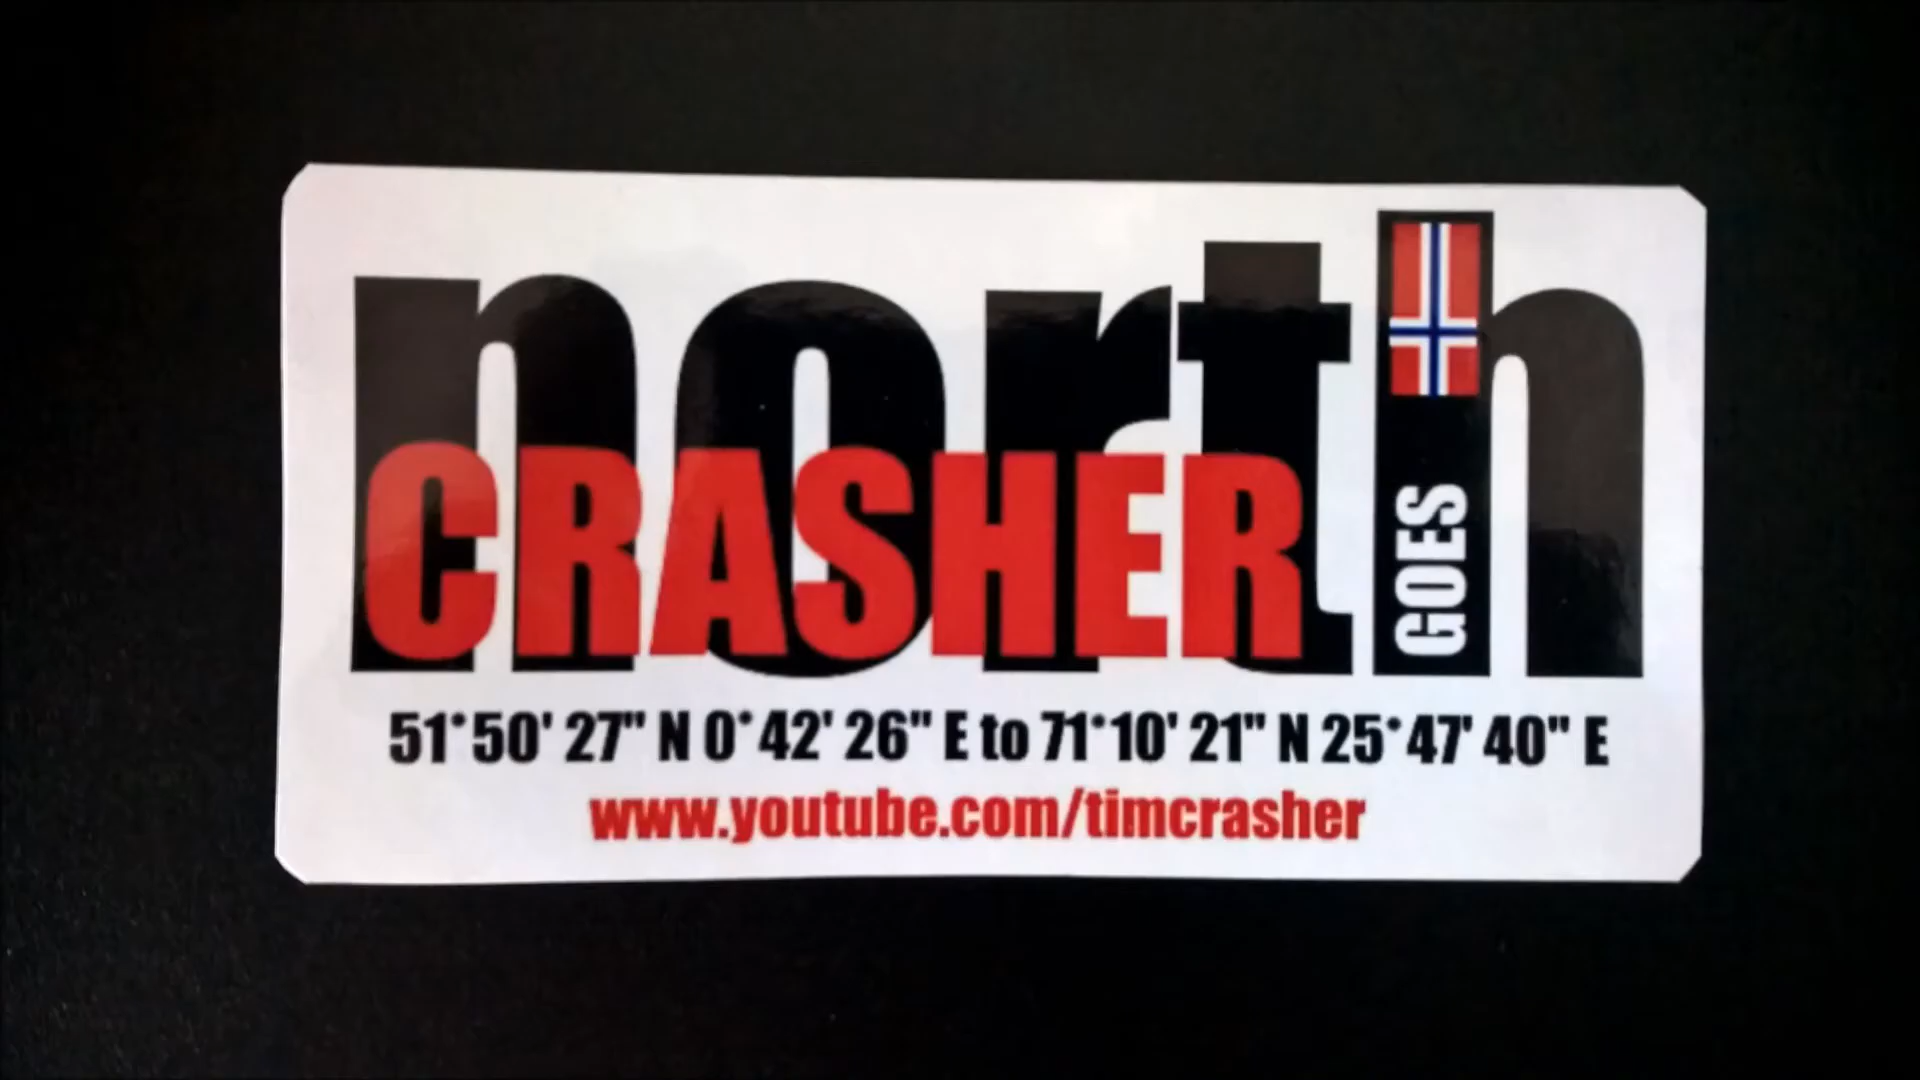 north
CRASHER
GOES
51°50' 27" N 0°42' 26" E to 71°10' 21" N 25°47' 40" E
www.youtube.com/timcrasher